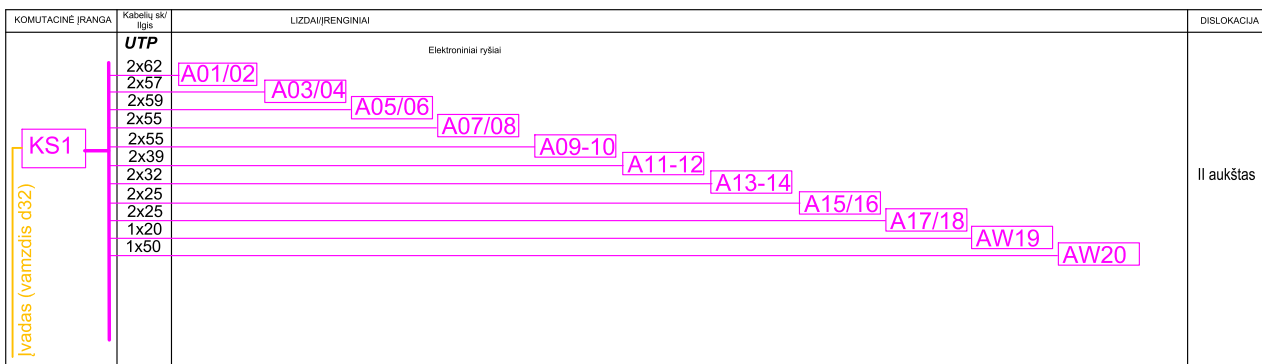 KOMUTACINĖ ĮRANGA
Kabelių sk/
Ilgis
LIZDAI/ĮRENGINIAI
DISLOKACIJA
UTP
Elektroniniai ryšiai
2x62
A01/02
2x57
A03/04
2x59
A05/06
2x55
A07/08
2x55
A09-10
2x39
A11-12
2x32
A13-14
2x25
A15/16
2x25
A17/18
1x20
AW19
1x50
AW20
KS1
Įvadas (vamzdis d32)
II aukštas